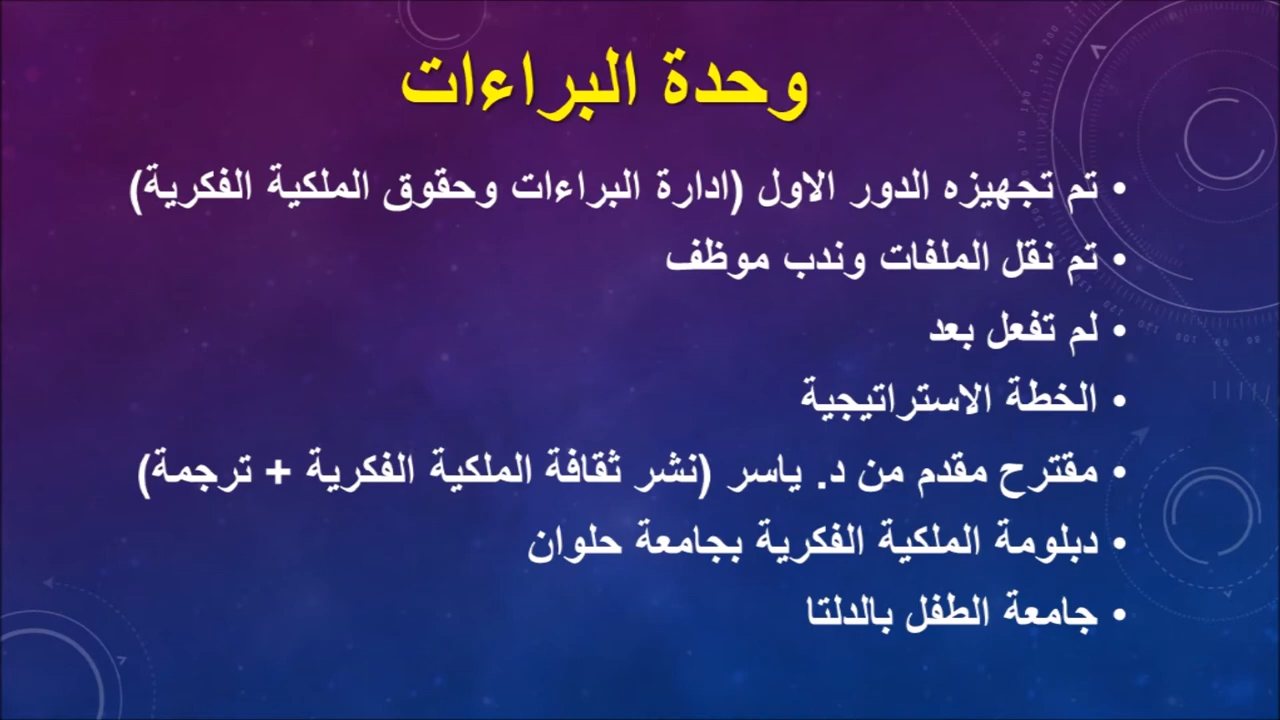 وحدة البراءات
• تم تجهيزه الدور الاول (ادارة البراءات وحقوق الملكية الفكرية)
• تم نقل الملفات وندب موظف
• لم تفعل بعد
• الخطة الاستراتيجية
• مقترح مقدم من د. ياسر (نشر ثقافة الملكية الفكرية + ترجمة)
• دبلومة الملكية الفكرية بجامعة حلوان
• جامعة الطفل بالدلتا